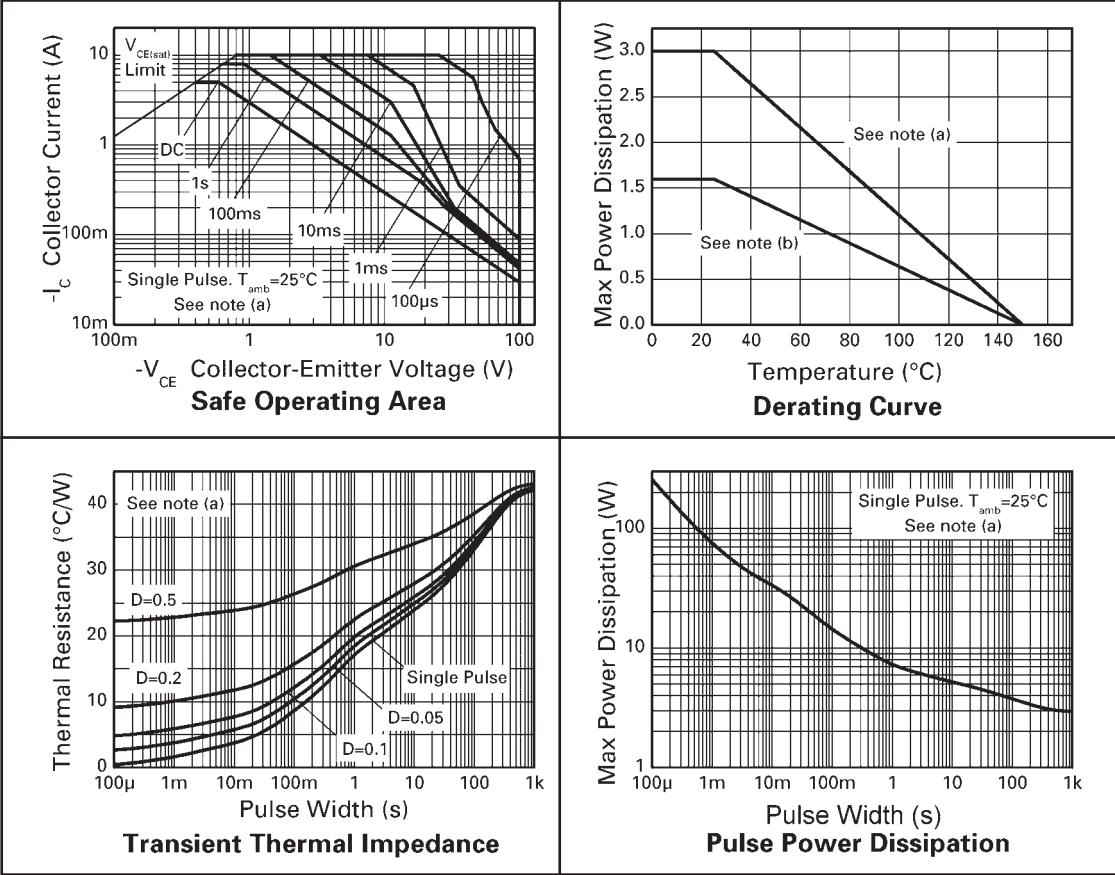 -I_C Collector Current (A)
10
1
100m
10m
V_CE(sat)
Limit
DC
1s
100ms
10ms
1ms
100µs
Single Pulse. T_amb=25°C
See note (a)
100m 1 10 100
-V_CE Collector-Emitter Voltage (V)
Safe Operating Area
Max Power Dissipation (W)
3.0
2.5
2.0
1.5
1.0
0.5
0.0
See note (a)
See note (b)
0 20 40 60 80 100 120 140 160
Temperature (°C)
Derating Curve
Thermal Resistance (°C/W)
40
30
20
10
0
See note (a)
D=0.5
D=0.2
Single Pulse
D=0.05
D=0.1
100µ 1m 10m 100m 1 10 100 1k
Pulse Width (s)
Transient Thermal Impedance
Max Power Dissipation (W)
100
10
1
Single Pulse. T_amb=25°C
See note (a)
100µ 1m 10m 100m 1 10 100 1k
Pulse Width (s)
Pulse Power Dissipation